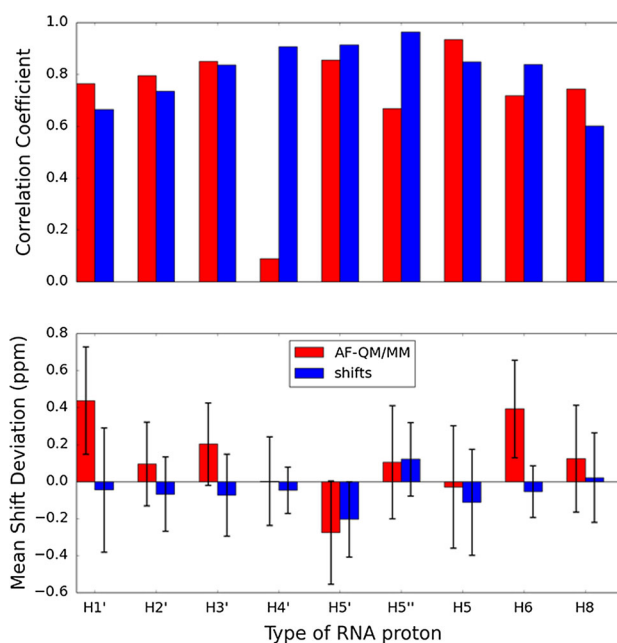 1.0
0.8
0.6
0.4
0.2
0.0
Correlation Coefficient
0.8
0.6
0.4
0.2
0.0
−0.2
−0.4
−0.6
Mean Shift Deviation (ppm)
AF-QM/MM
shifts
H1' H2' H3' H4' H5' H5'' H5 H6 H8
Type of RNA proton